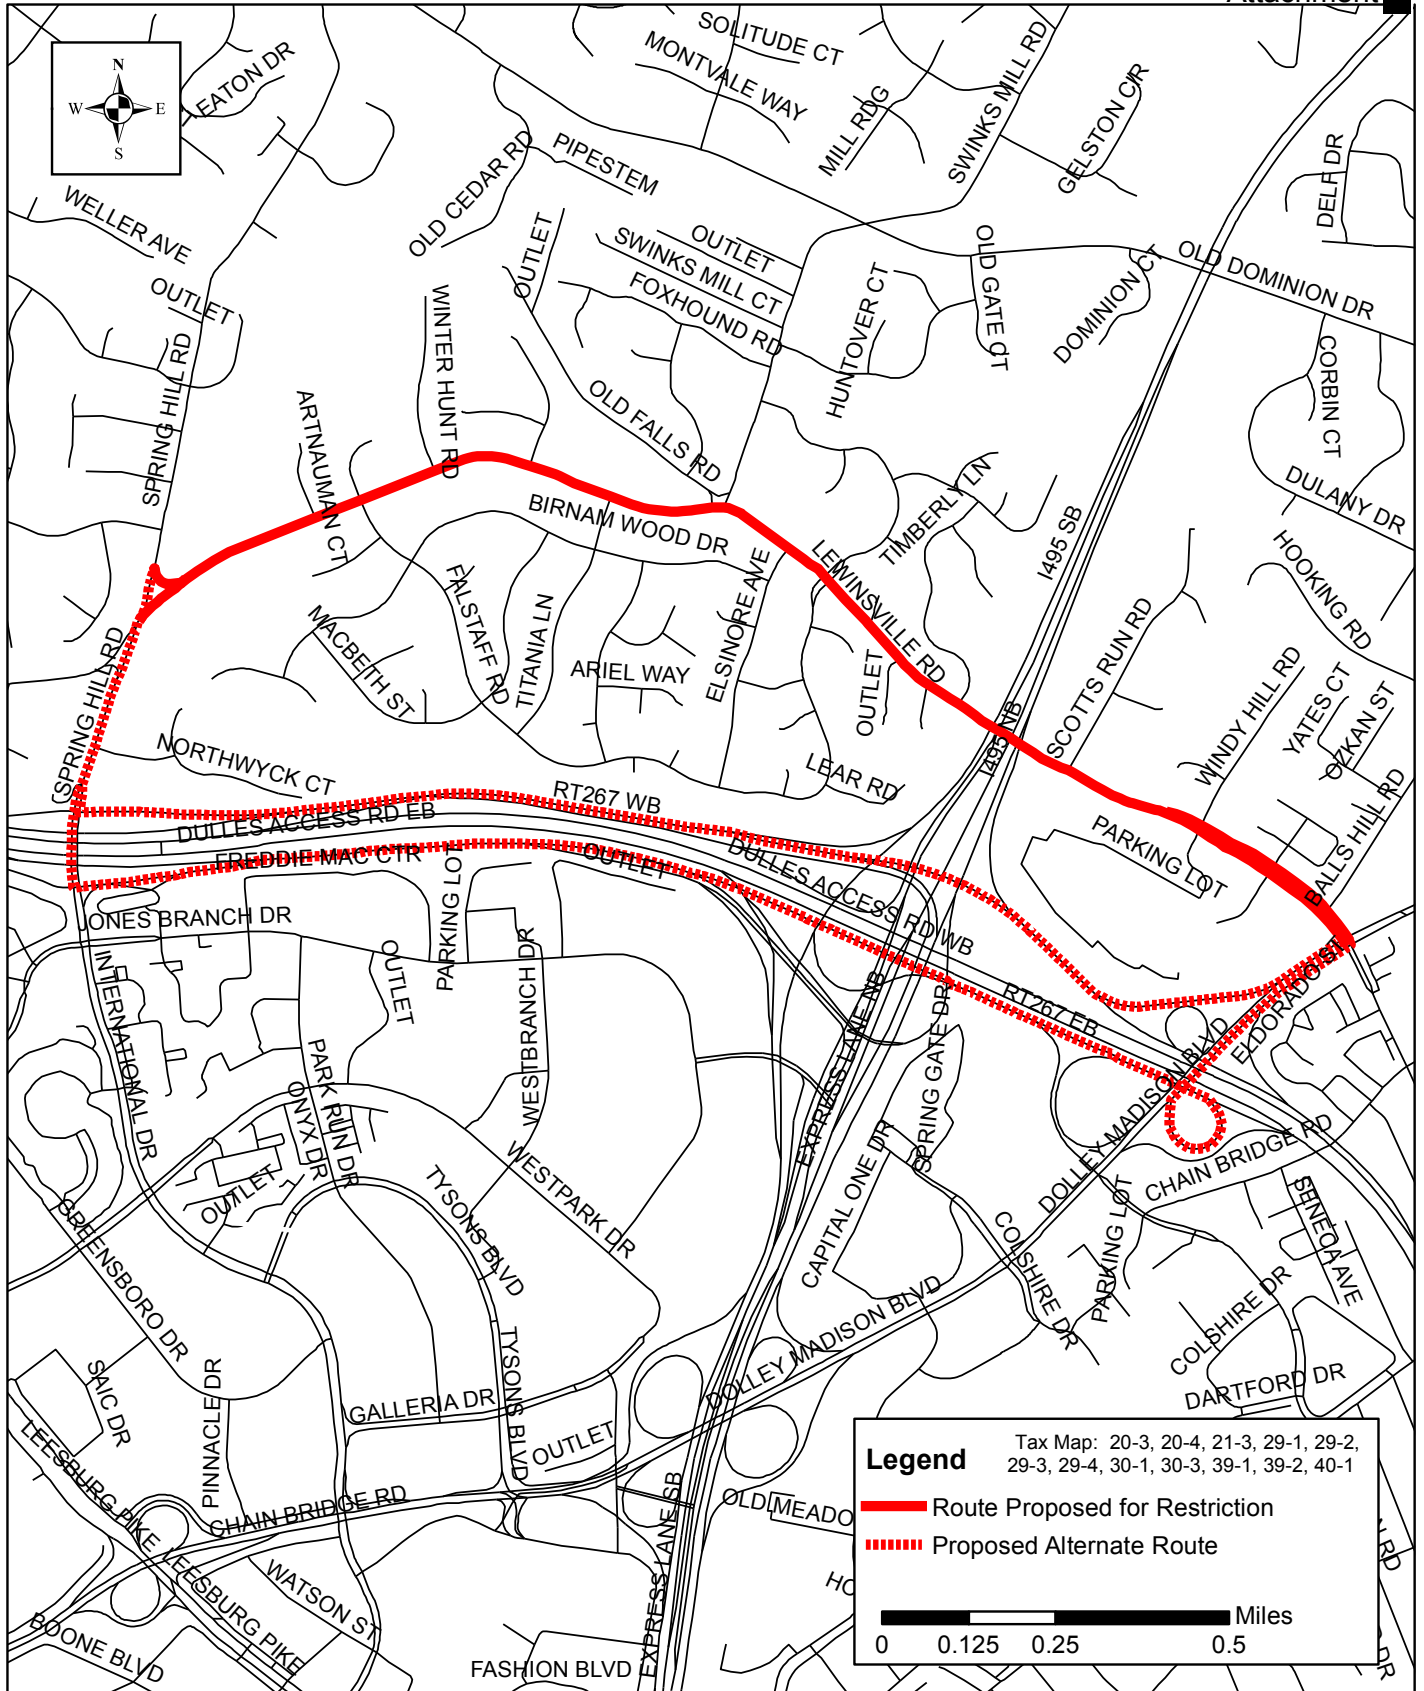 Attachment
SOLITUDE CT
MONTVALE WAY
MILL RDG
SWINKS MILL RD
GELSTON CIR
N
W
E
S
EATON DR
OLD CEDAR RD
PIPESTEM
DELF DR
WELLER AVE
OUTLET
OUTLET
OUTLET
SWINKS MILL CT
FOXHOUND RD
HUNTOVER CT
OLD GATE CT
DOMINION CT
OLD DOMINION DR
SPRING HILL RD
WINTER HUNT RD
ARTNAUMAN CT
OLD FALLS RD
CORBIN CT
DULANY DR
BIRNAM WOOD DR
TIMBERLY LN
I495 SB
HOOKING RD
LEWINSVILLE RD
ELSINORE AVE
FALSTAFF RD
TITANIA LN
MACBETH ST
ARIEL WAY
OUTLET
SCOTTS RUN RD
WINDY HILL RD
YATES CT
OZKAN ST
SPRING HILL RD
NORTHWYCK CT
I495 NB
LEAR RD
RT267 WB
DULLES ACCESS RD EB
FREDDIE MAC CTR
PARKING LOT
OUTLET
DULLES ACCESS RD WB
PARKING LOT
BALLS HILL RD
JONES BRANCH DR
INTERNATIONAL DR
OUTLET
WESTBRANCH DR
EXPRESS LANE NB
SPRING GATE DR
RT267 EB
ELDORADO ST
DOLLEY MADISON BLVD
PARK RUN DR
ONYX DR
OUTLET
TYSONS BLVD
WESTPARK DR
CAPITAL ONE DR
COLSHIRE DR
PARKING LOT
CHAIN BRIDGE RD
SENECA AVE
GREENSBORO DR
COLSHIRE DR
DARTFORD DR
DOLLEY MADISON BLVD
TYSONS BLVD
GALLERIA DR
OUTLET
SAIC DR
PINNACLE DR
LEESBURG PIKE
CHAIN BRIDGE RD
LEESBURG PIKE
WATSON ST
BOONE BLVD
FASHION BLVD
EXPRESS LANE SB
OLD MEADO
HO
N RD
D DR
Legend
Tax Map: 20-3, 20-4, 21-3, 29-1, 29-2,
29-3, 29-4, 30-1, 30-3, 39-1, 39-2, 40-1
Route Proposed for Restriction
Proposed Alternate Route
Miles
0 0.125 0.25 0.5